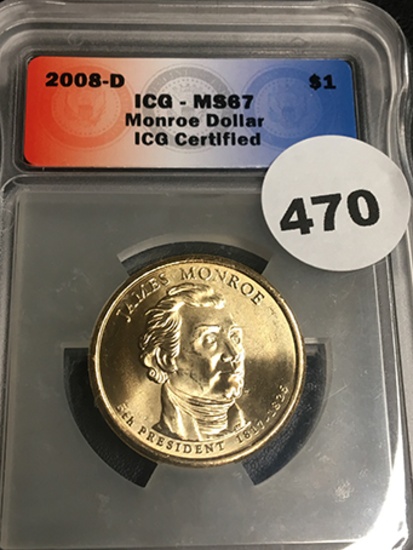 2008-D $1
ICG - MS67
Monroe Dollar
ICG Certified
470
JAMES MONROE
5th PRESIDENT 1817-1825